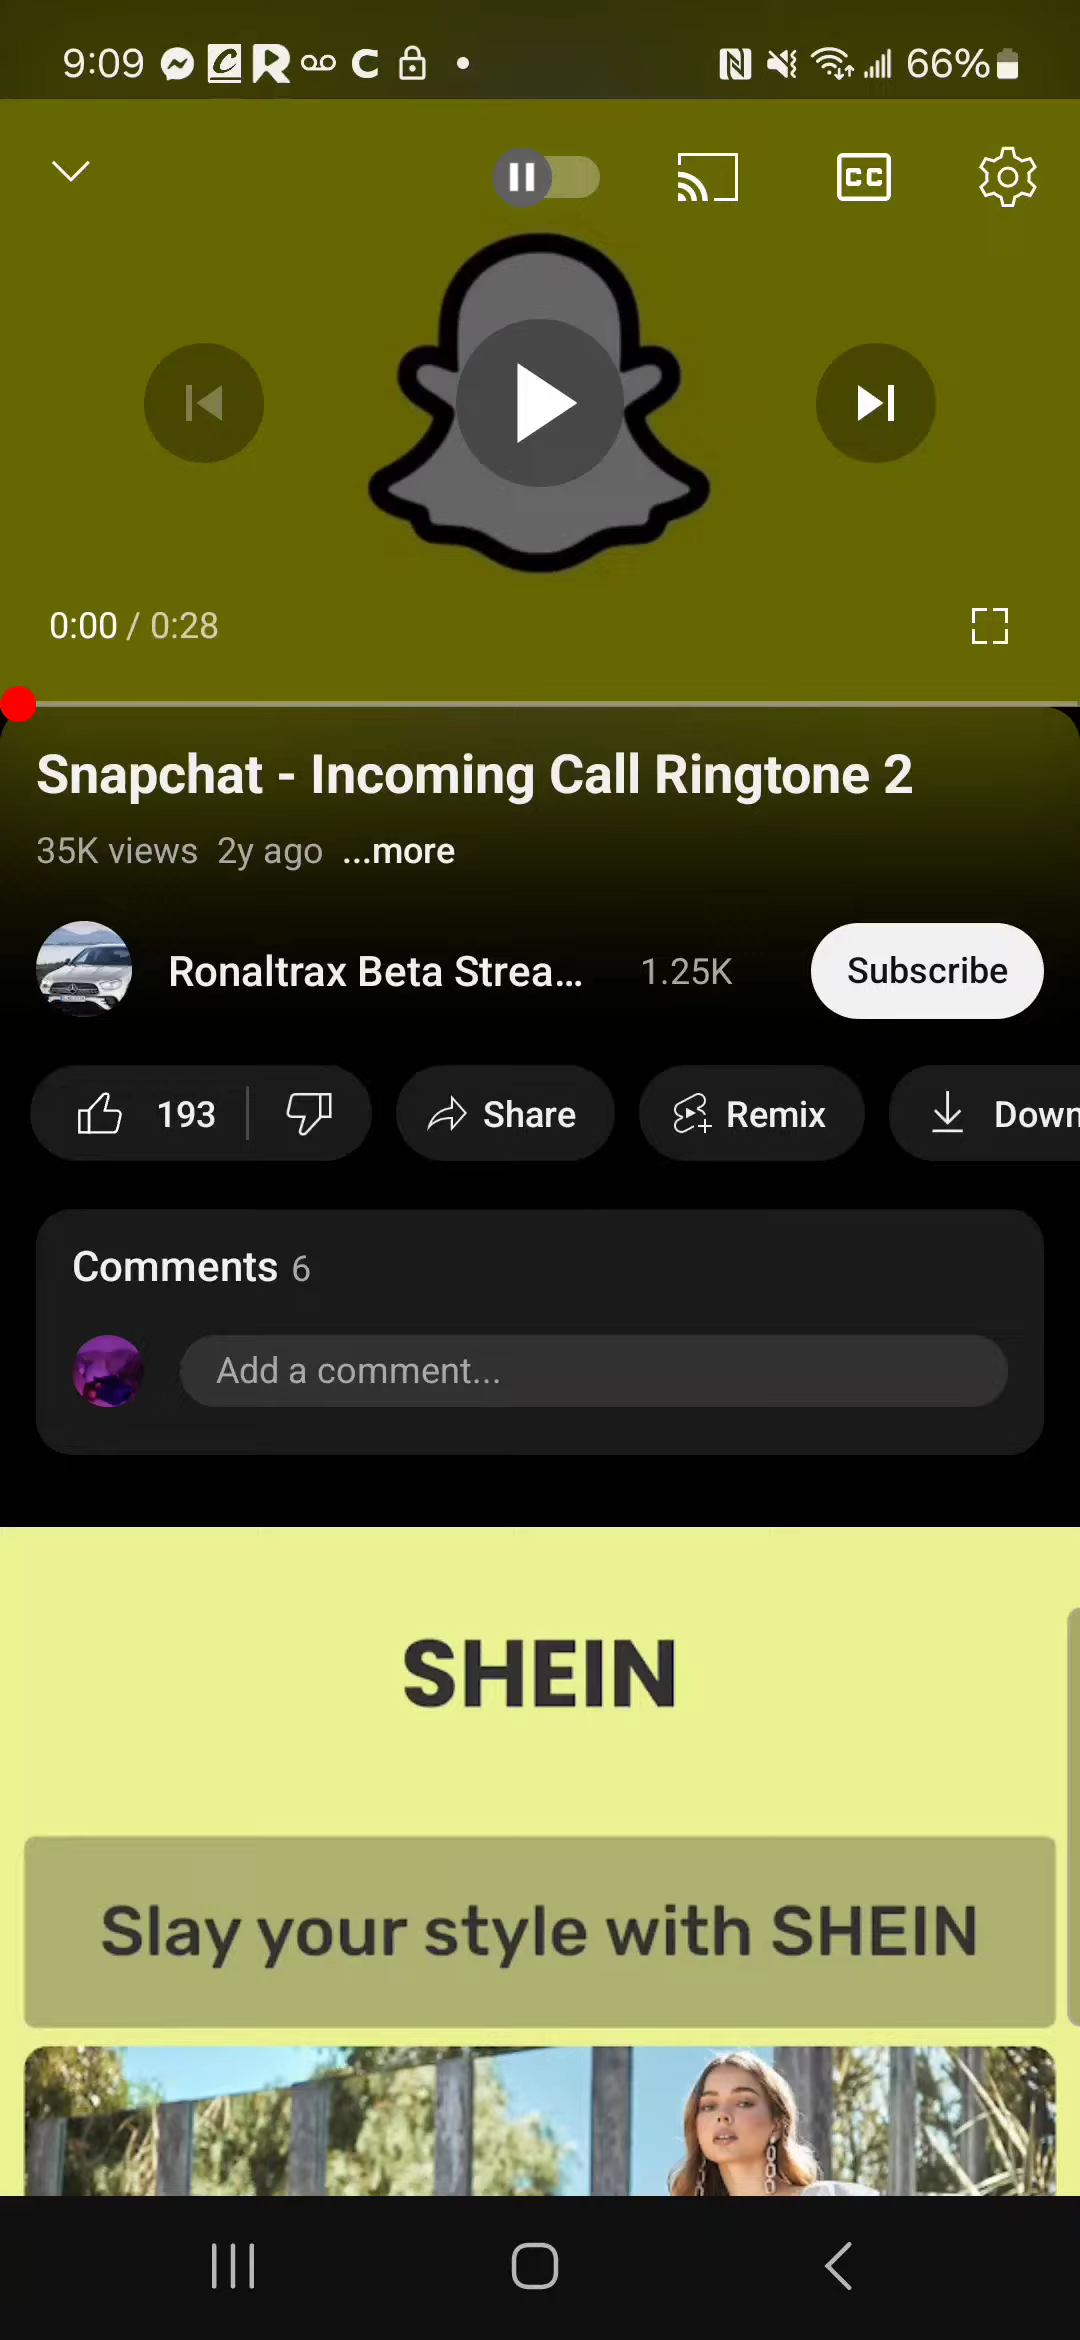 9:09
66%
CC
0:00 / 0:28
Snapchat - Incoming Call Ringtone 2
35K views 2y ago ...more
Ronaltrax Beta Strea... 1.25K Subscribe
193 Share Remix Down
Comments 6
Add a comment...
SHEIN
Slay your style with SHEIN